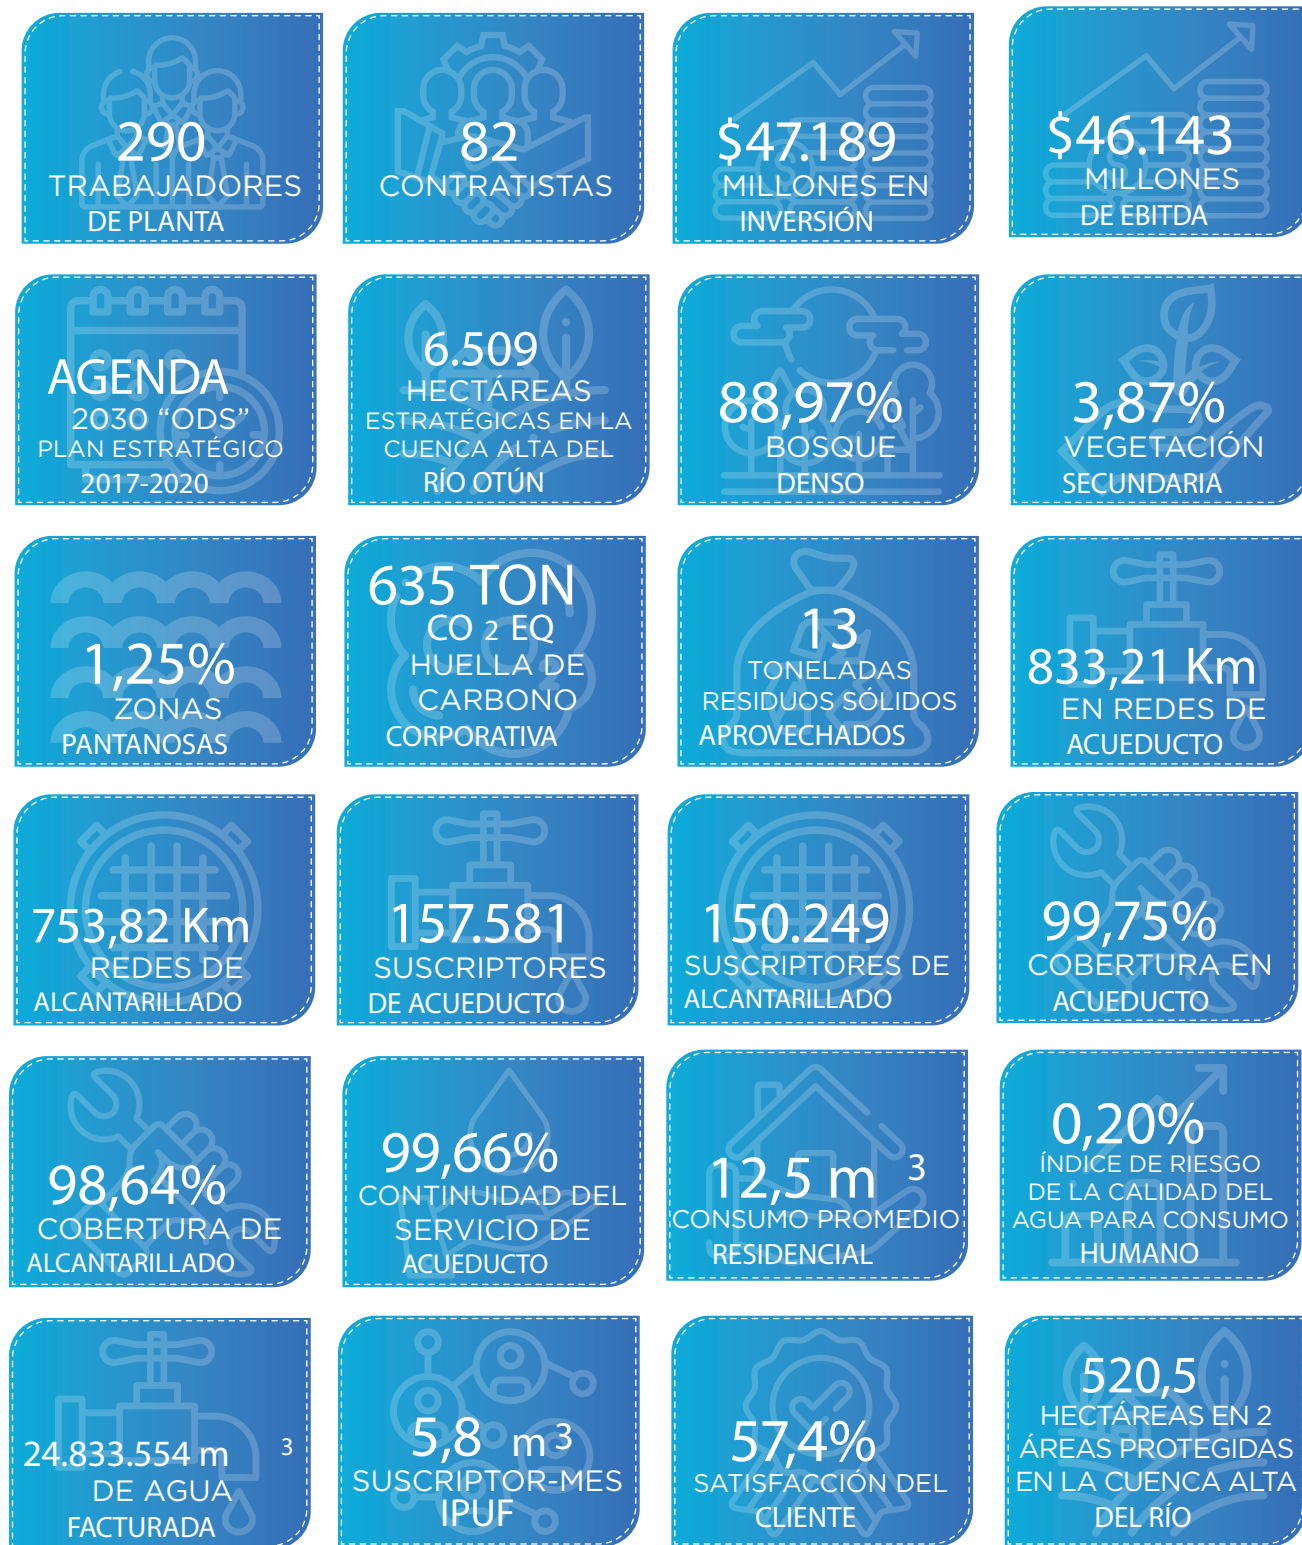 290
TRABAJADORES
DE PLANTA
82
CONTRATISTAS
$47.189
MILLONES EN
INVERSIÓN
$46.143
MILLONES
DE EBITDA
AGENDA
2030 “ODS”
PLAN ESTRATÉGICO
2017-2020
6.509
HECTÁREAS
ESTRATÉGICAS EN LA
CUENCA ALTA DEL
RÍO OTÚN
88,97%
BOSQUE
DENSO
3,87%
VEGETACIÓN
SECUNDARIA
1,25%
ZONAS
PANTANOSAS
635 TON
CO 2 EQ
HUELLA DE
CARBONO
CORPORATIVA
13
TONELADAS
RESIDUOS SÓLIDOS
APROVECHADOS
833,21 Km
EN REDES DE
ACUEDUCTO
753,82 Km
REDES DE
ALCANTARILLADO
157.581
SUSCRIPTORES
DE ACUEDUCTO
150.249
SUSCRIPTORES DE
ALCANTARILLADO
99,75%
COBERTURA EN
ACUEDUCTO
98,64%
COBERTURA DE
ALCANTARILLADO
99,66%
CONTINUIDAD DEL
SERVICIO DE
ACUEDUCTO
12,5 m 3
CONSUMO PROMEDIO
RESIDENCIAL
0,20%
ÍNDICE DE RIESGO
DE LA CALIDAD DEL
AGUA PARA CONSUMO
HUMANO
24.833.554 m 3
DE AGUA
FACTURADA
5,8 m 3
SUSCRIPTOR-MES
IPUF
57,4%
SATISFACCIÓN DEL
CLIENTE
520,5
HECTÁREAS EN 2
ÁREAS PROTEGIDAS
EN LA CUENCA ALTA
DEL RÍO